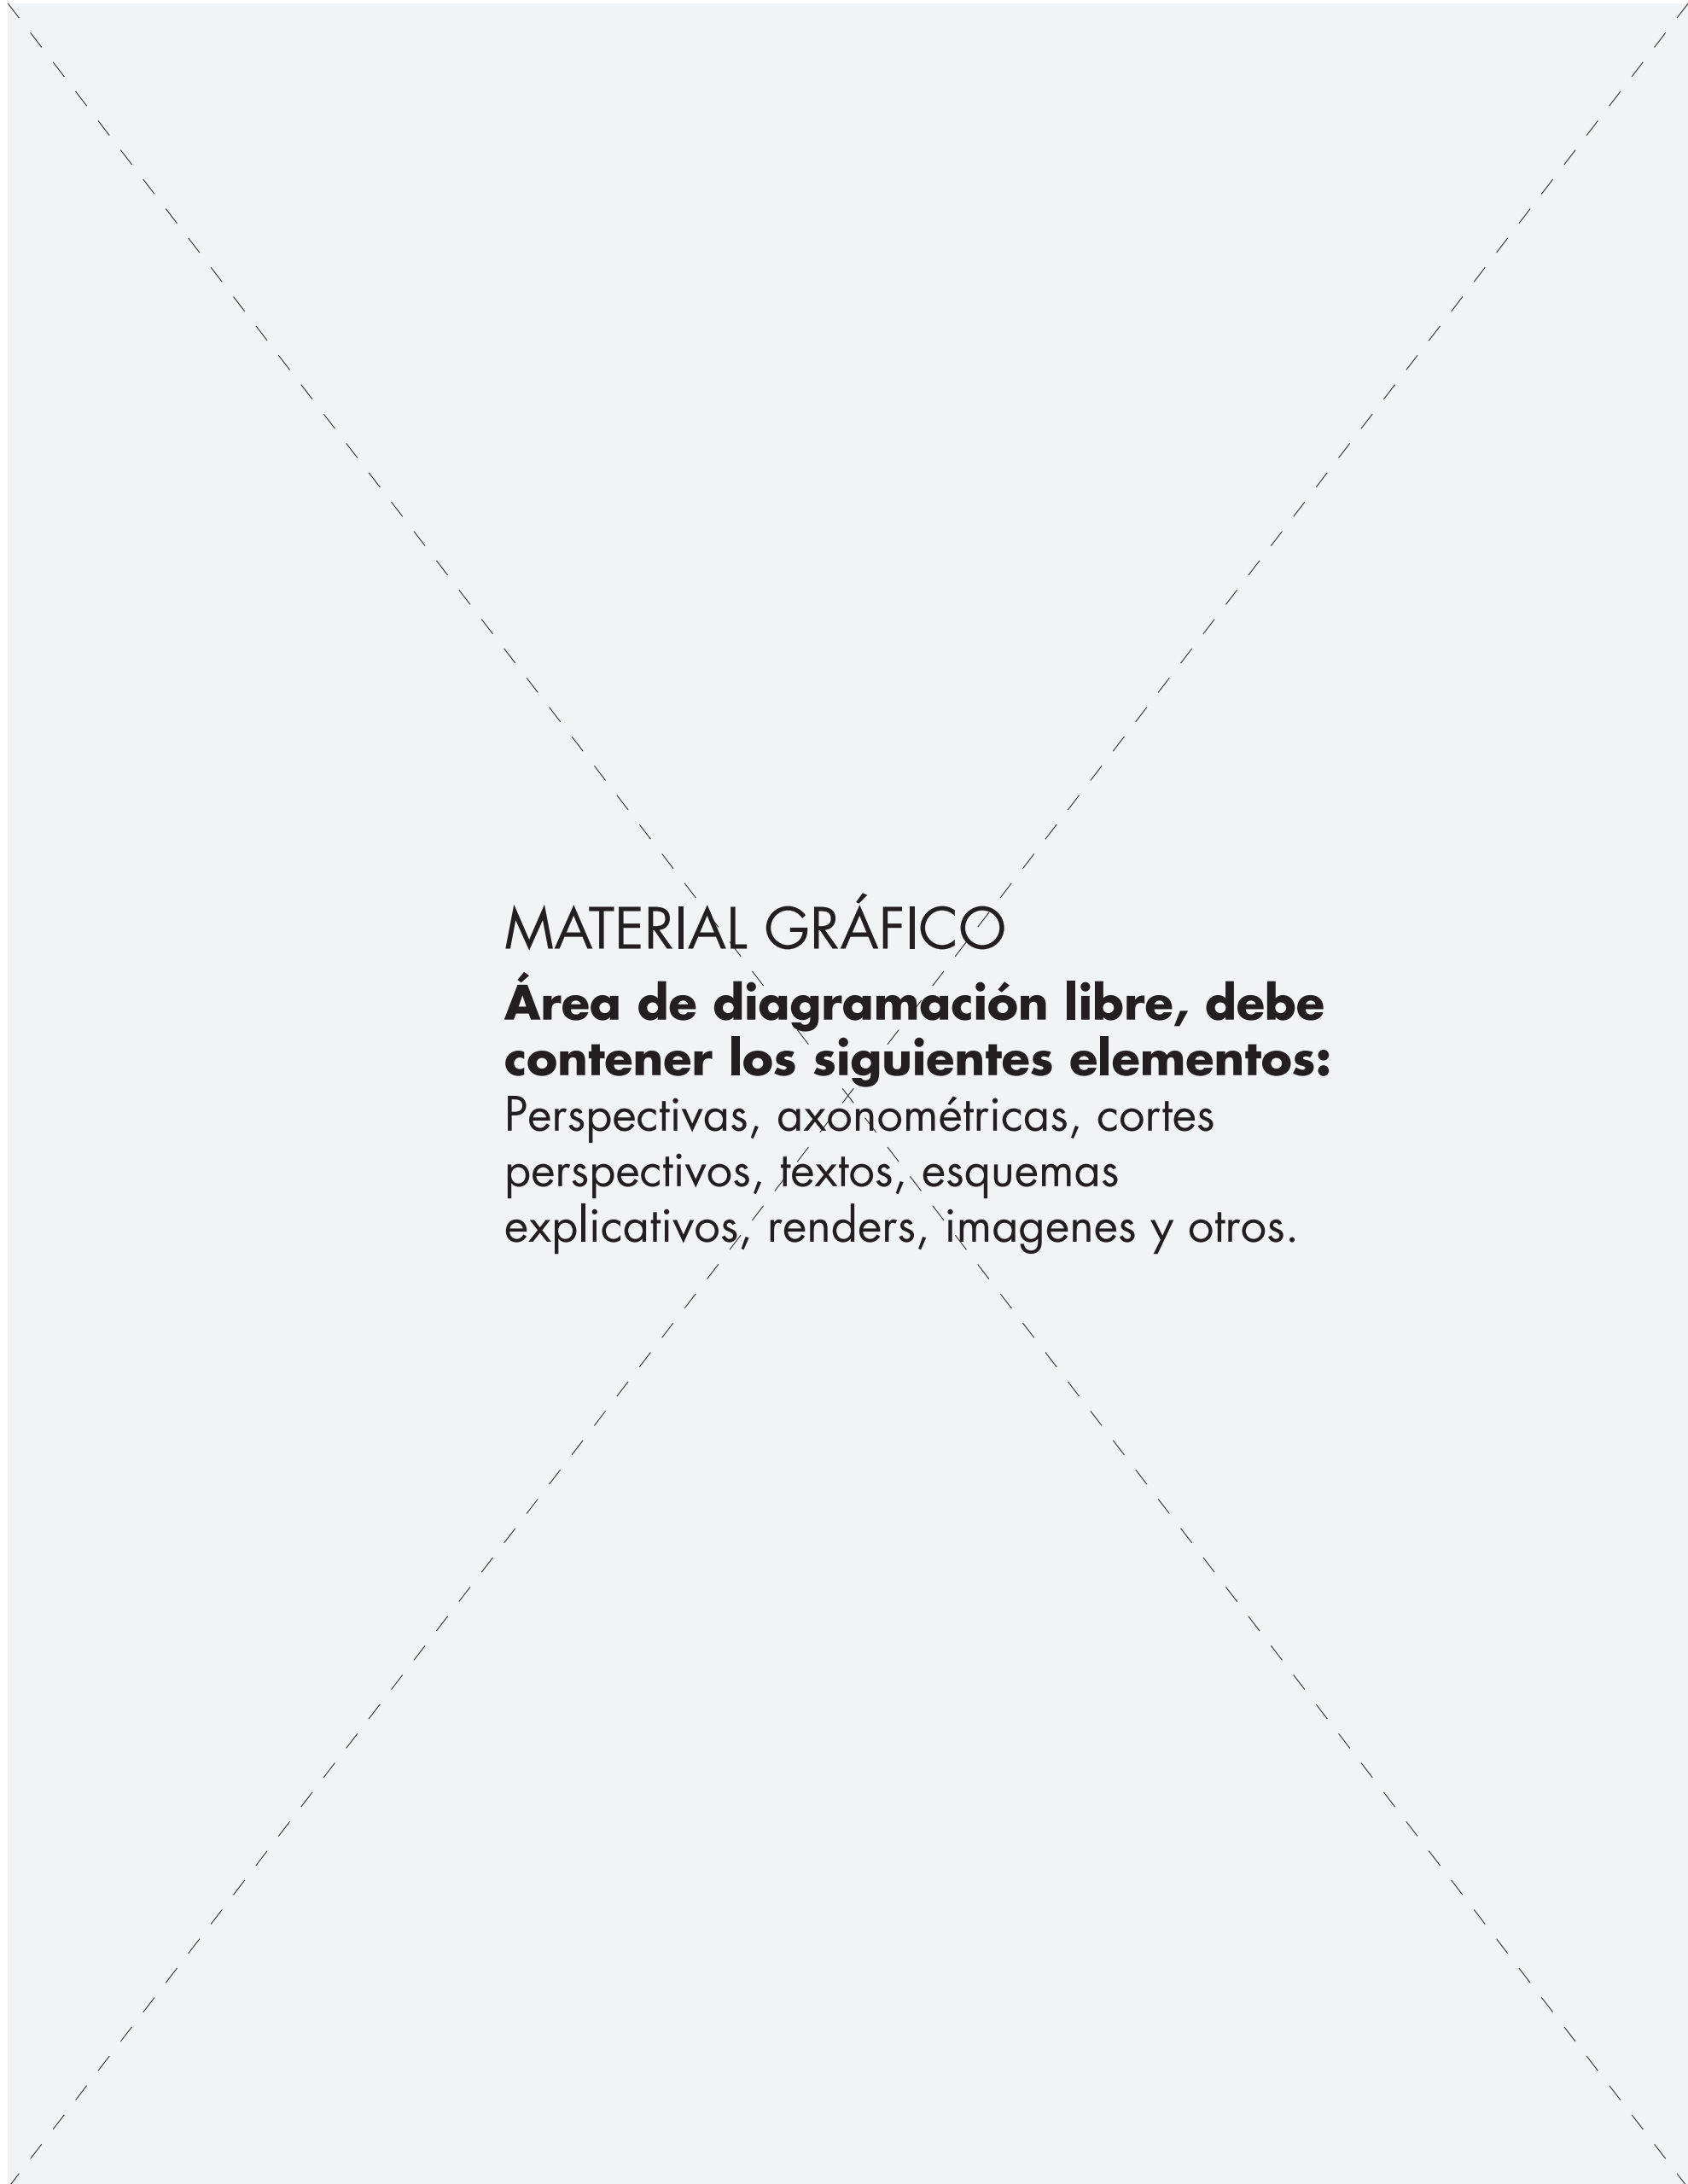 MATERIAL GRÁFICO
Área de diagramación libre, debe
contener los siguientes elementos:
Perspectivas, axonométricas, cortes
perspectivos, textos, esquemas
explicativos, renders, imagenes y otros.